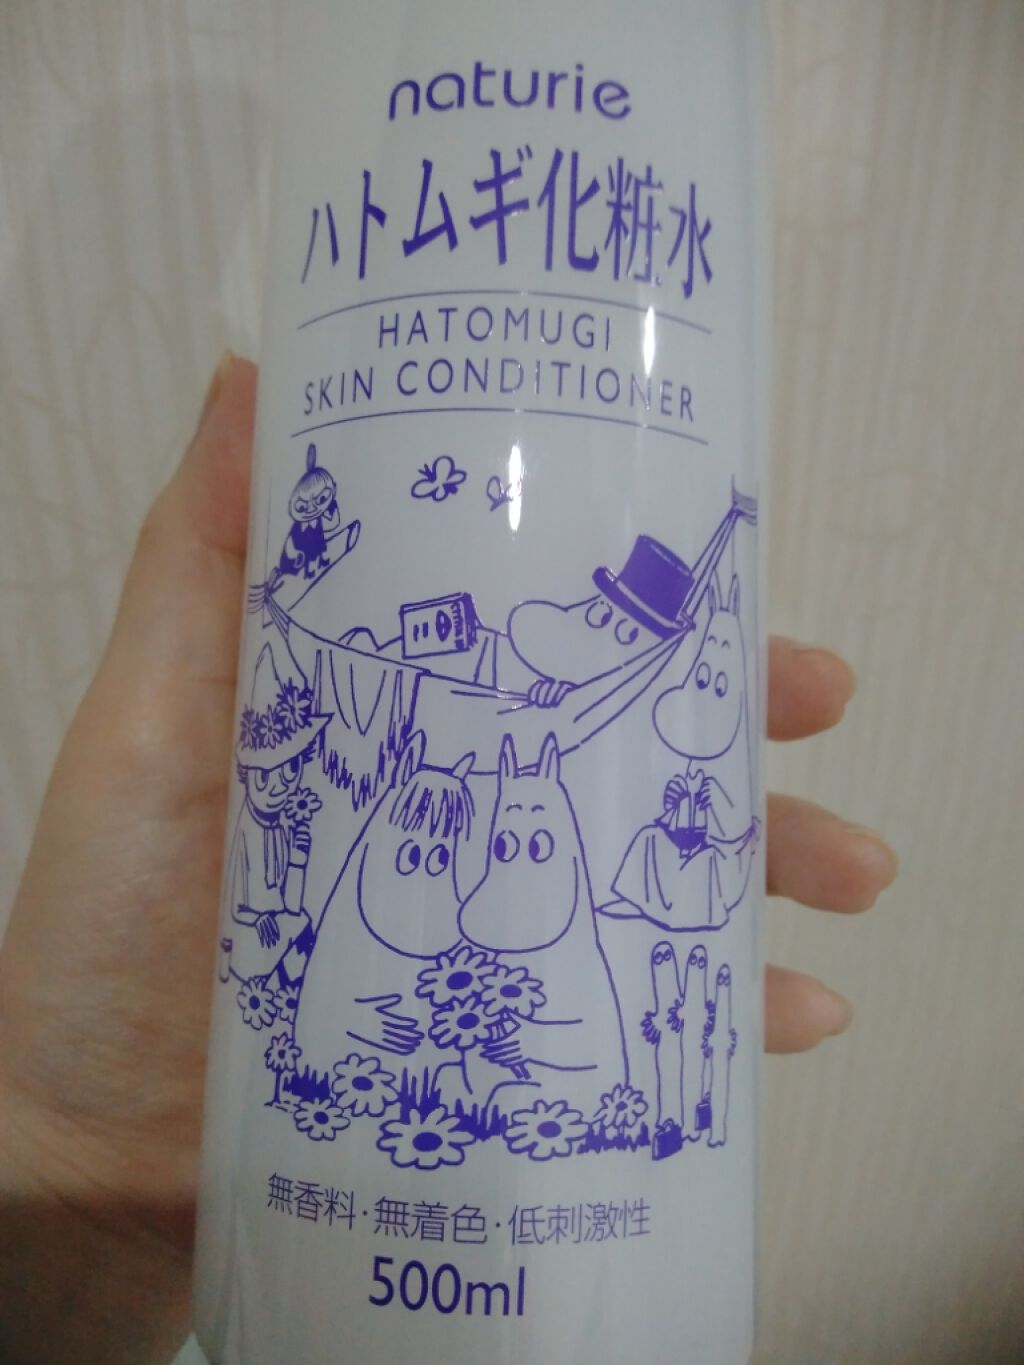 naturie
ハトムギ化粧水
HATOMUGI
SKIN CONDITIONER
無香料・無着色・低刺激性
500ml